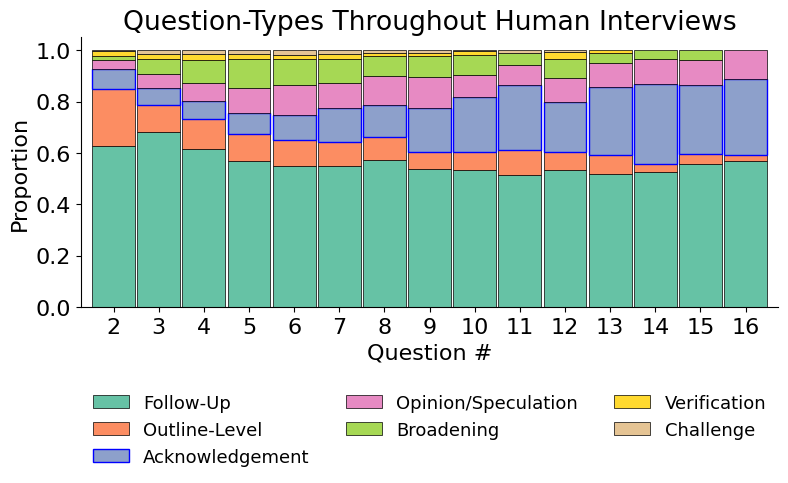 Question-Types Throughout Human Interviews
1.0
0.8
0.6
0.4
0.2
0.0
Proportion
2 3 4 5 6 7 8 9 10 11 12 13 14 15 16
Question #
Follow-Up
Outline-Level
Acknowledgement
Opinion/Speculation
Broadening
Verification
Challenge